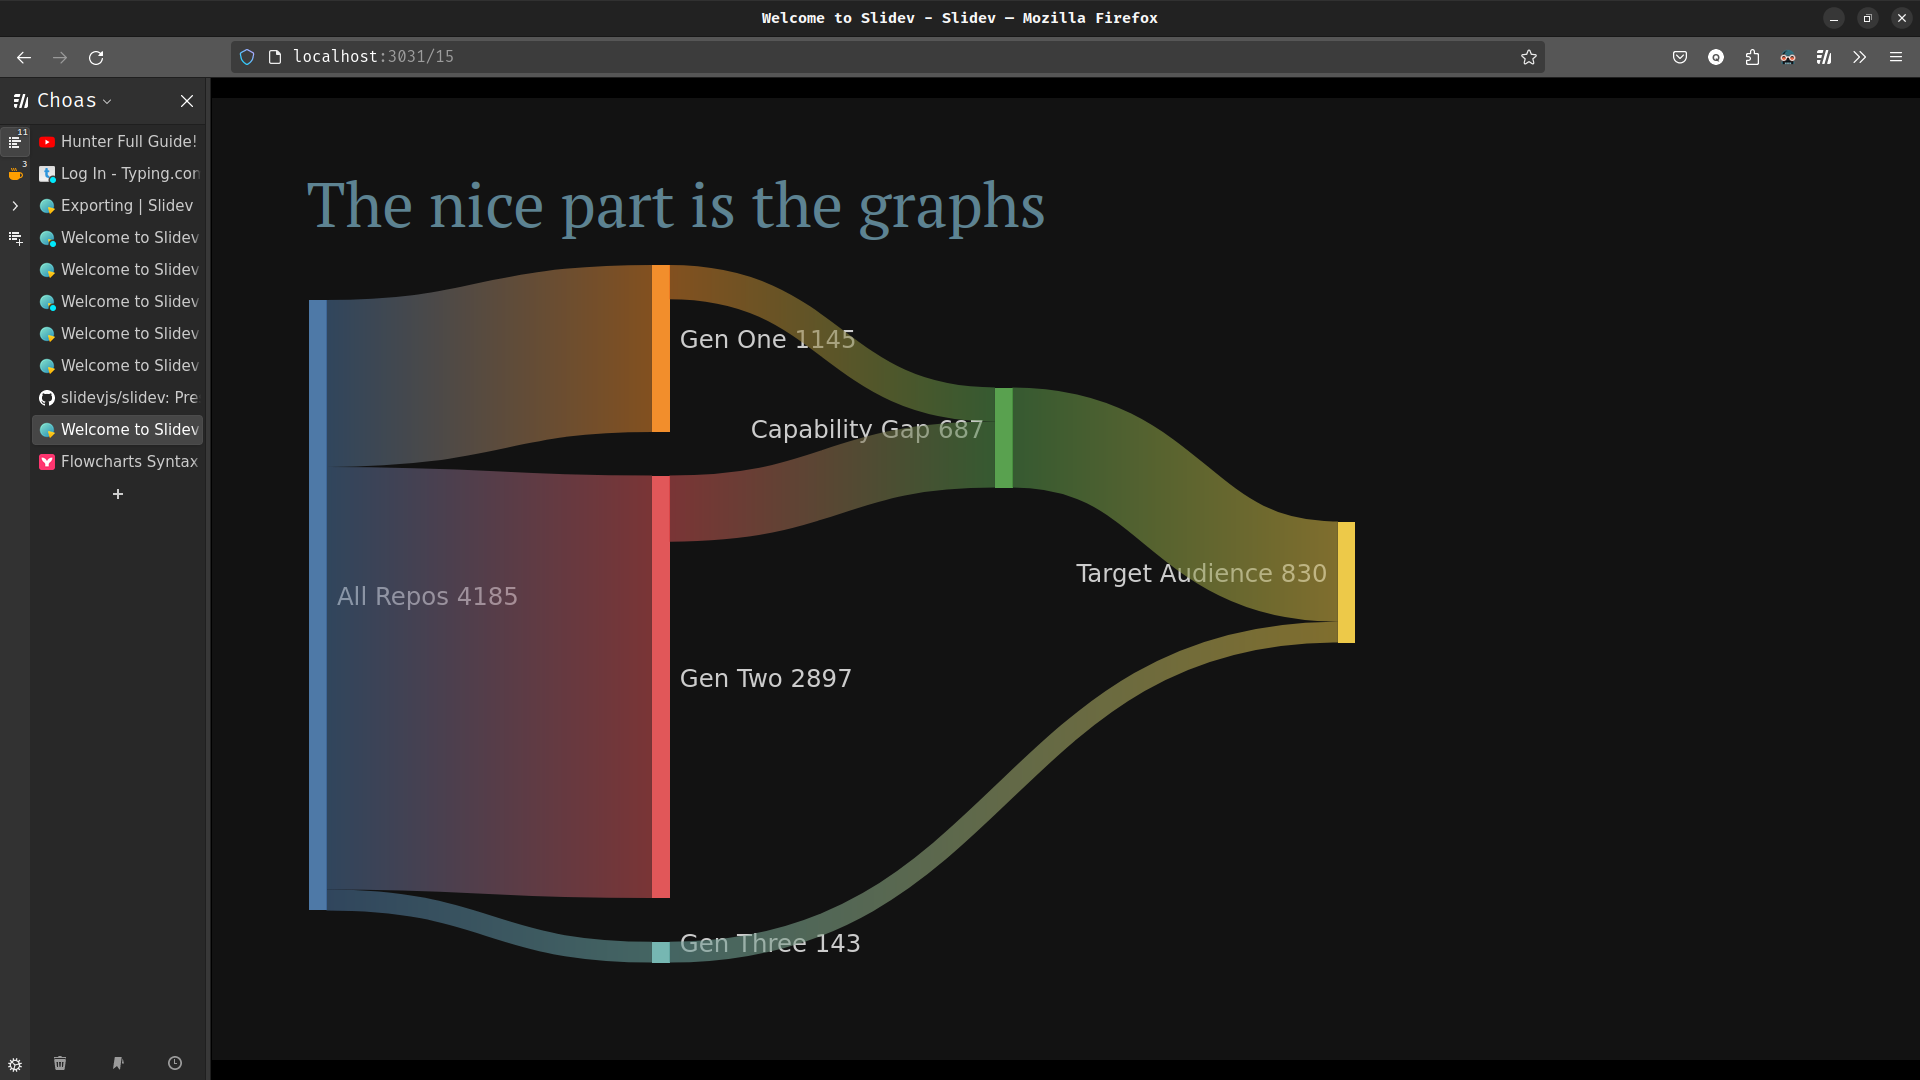 Welcome to Slidev - Slidev — Mozilla Firefox
localhost:3031/15
Choas
11
3
Hunter Full Guide!
Log In - Typing.com
Exporting | Slidev
Welcome to Slidev
Welcome to Slidev
Welcome to Slidev
Welcome to Slidev
Welcome to Slidev
slidevjs/slidev: Pre
Welcome to Slidev
Flowcharts Syntax
The nice part is the graphs
Gen One 1145
Capability Gap 687
Target Audience 830
All Repos 4185
Gen Two 2897
Gen Three 143